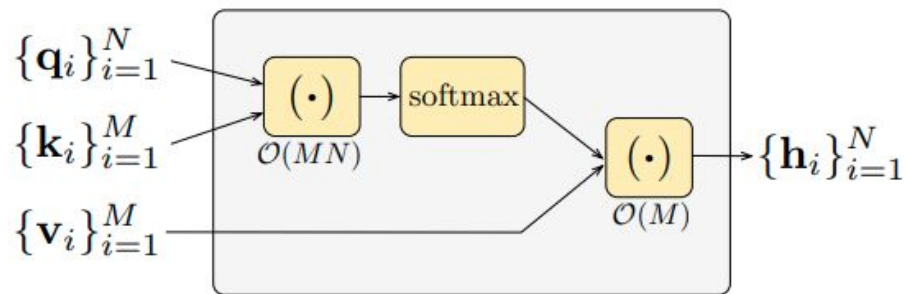 {q_i}_{i=1}^N
{k_i}_{i=1}^M
{v_i}_{i=1}^M
(·)
O(MN)
softmax
(·)
O(M)
{h_i}_{i=1}^N